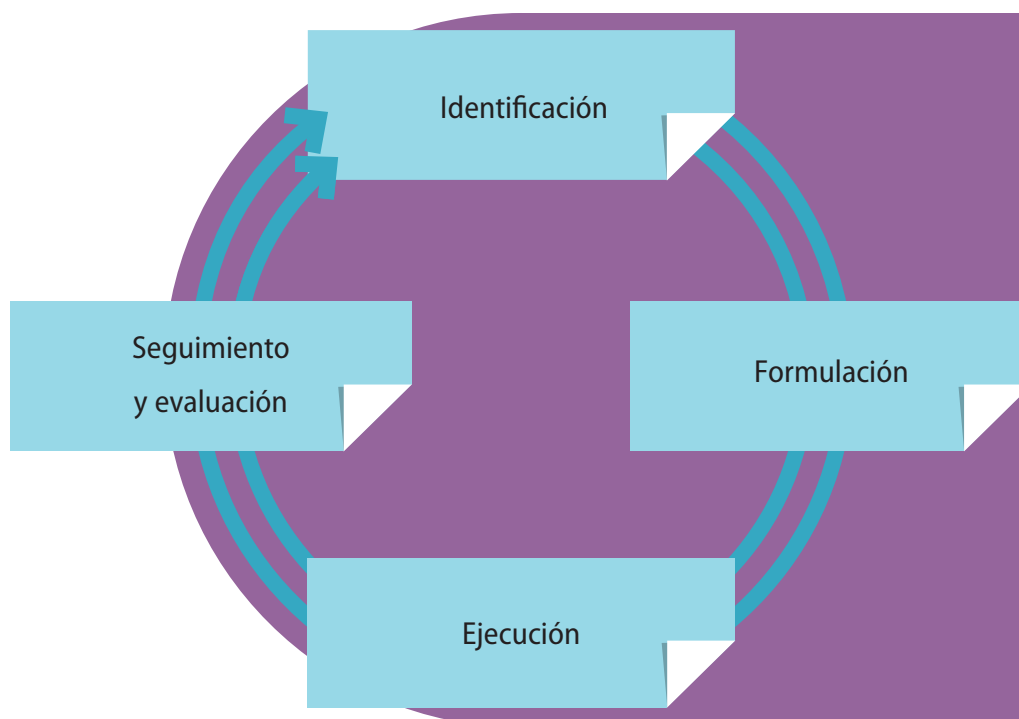 Identificación
Seguimiento
y evaluación
Formulación
Ejecución